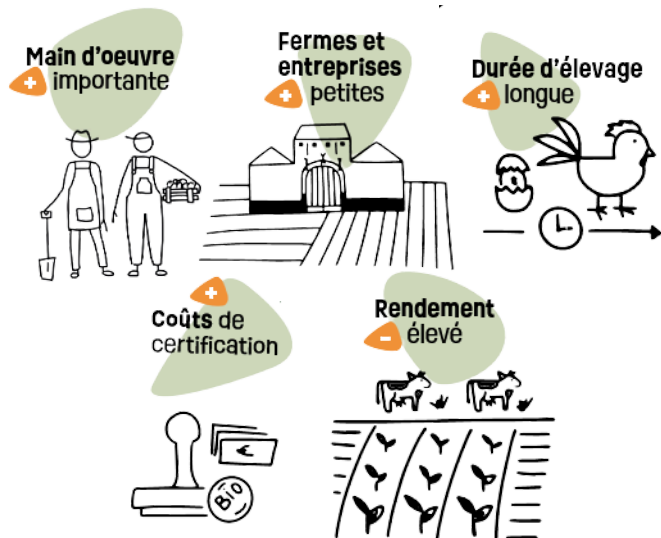 Main d'oeuvre
+ importante
Fermes et
entreprises
+ petites
Durée d'élevage
+ longue
+
Coûts de
certification
Rendement
- élevé
€
Bio